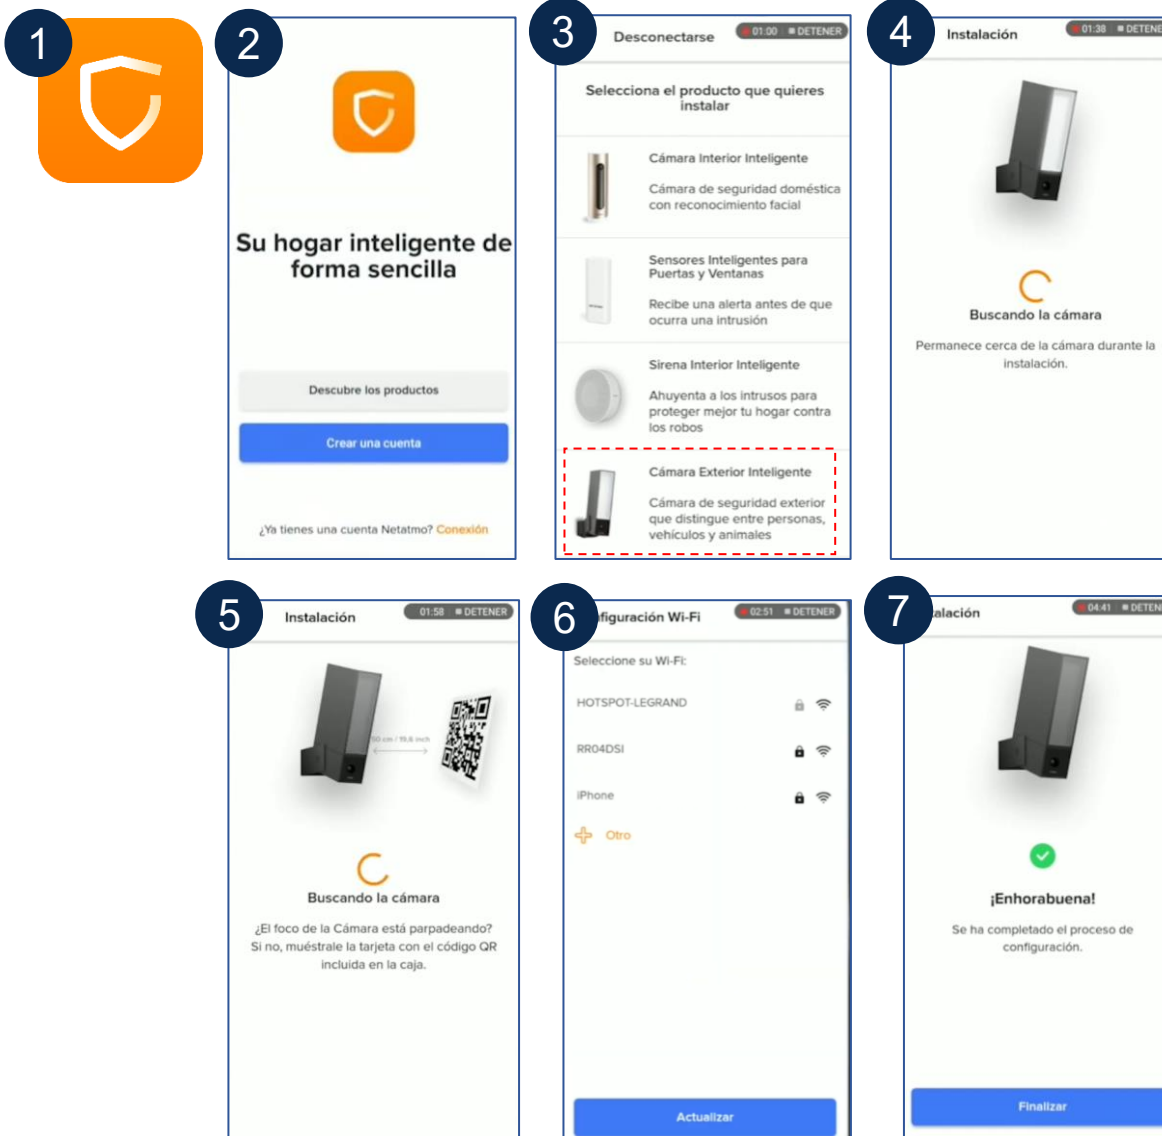 1
2
Su hogar inteligente de
forma sencilla
Descubre los productos
Crear una cuenta
¿Ya tienes una cuenta Netatmo? Conexión
3
Desconectarse
01:00 DETENER
Selecciona el producto que quieres
instalar
Cámara Interior Inteligente
Cámara de seguridad doméstica
con reconocimiento facial
Sensores Inteligentes para
Puertas y Ventanas
Recibe una alerta antes de que
ocurra una intrusión
Sirena Interior Inteligente
Ahuyenta a los intrusos para
proteger mejor tu hogar contra
los robos
Cámara Exterior Inteligente
Cámara de seguridad exterior
que distingue entre personas,
vehículos y animales
4
Instalación
01:38 DETENE
Buscando la cámara
Permanece cerca de la cámara durante la
instalación.
5
Instalación
01:58 DETENER
50 cm / 19,8 inch
Buscando la cámara
¿El foco de la Cámara está parpadeando?
Si no, muéstrale la tarjeta con el código QR
incluida en la caja.
6
figuración Wi-Fi
02:51 DETENER
Seleccione su Wi-Fi:
HOTSPOT-LEGRAND
RR04DSI
iPhone
Otro
Actualizar
7
alación
04:41 DETEN
¡Enhorabuena!
Se ha completado el proceso de
configuración.
Finalizar